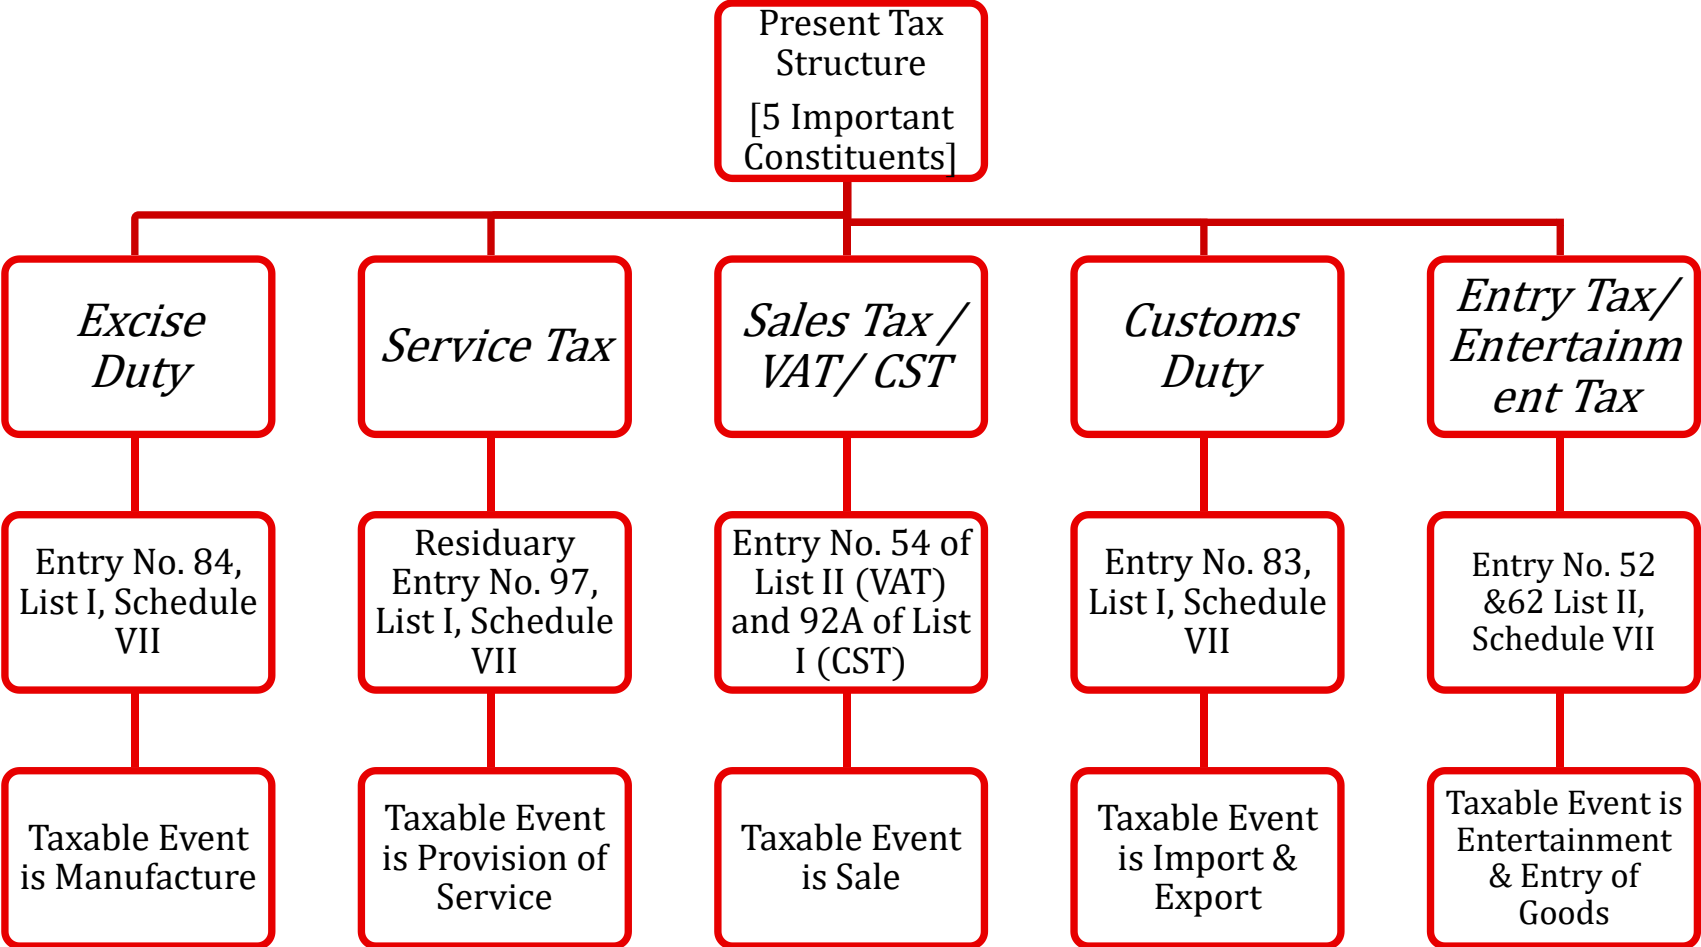 Present Tax
Structure
[5 Important
Constituents]
Excise
Duty
Service Tax
Sales Tax /
VAT/ CST
Customs
Duty
Entry Tax/
Entertainm
ent Tax
Entry No. 84,
List I, Schedule
VII
Residuary
Entry No. 97,
List I, Schedule
VII
Entry No. 54 of
List II (VAT)
and 92A of List
I (CST)
Entry No. 83,
List I, Schedule
VII
Entry No. 52
&62 List II,
Schedule VII
Taxable Event
is Manufacture
Taxable Event
is Provision of
Service
Taxable Event
is Sale
Taxable Event
is Import &
Export
Taxable Event is
Entertainment
& Entry of
Goods